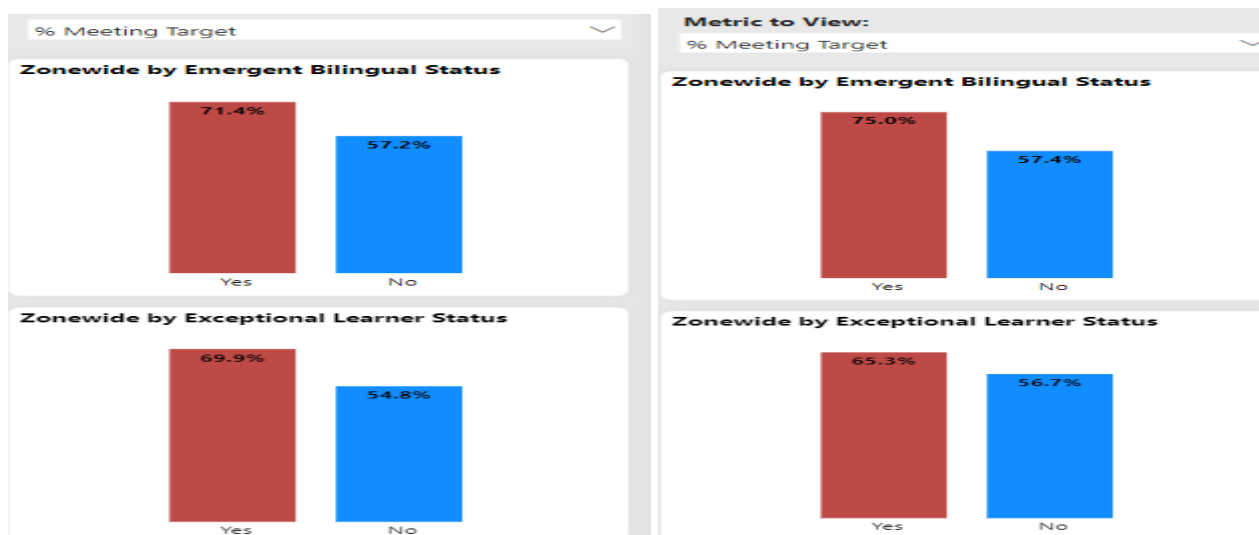 % Meeting Target
Zonewide by Emergent Bilingual Status
71.4%
57.2%
Yes No
Zonewide by Exceptional Learner Status
69.9%
54.8%
Yes No
Metric to View:
% Meeting Target
Zonewide by Emergent Bilingual Status
75.0%
57.4%
Yes No
Zonewide by Exceptional Learner Status
65.3%
56.7%
Yes No